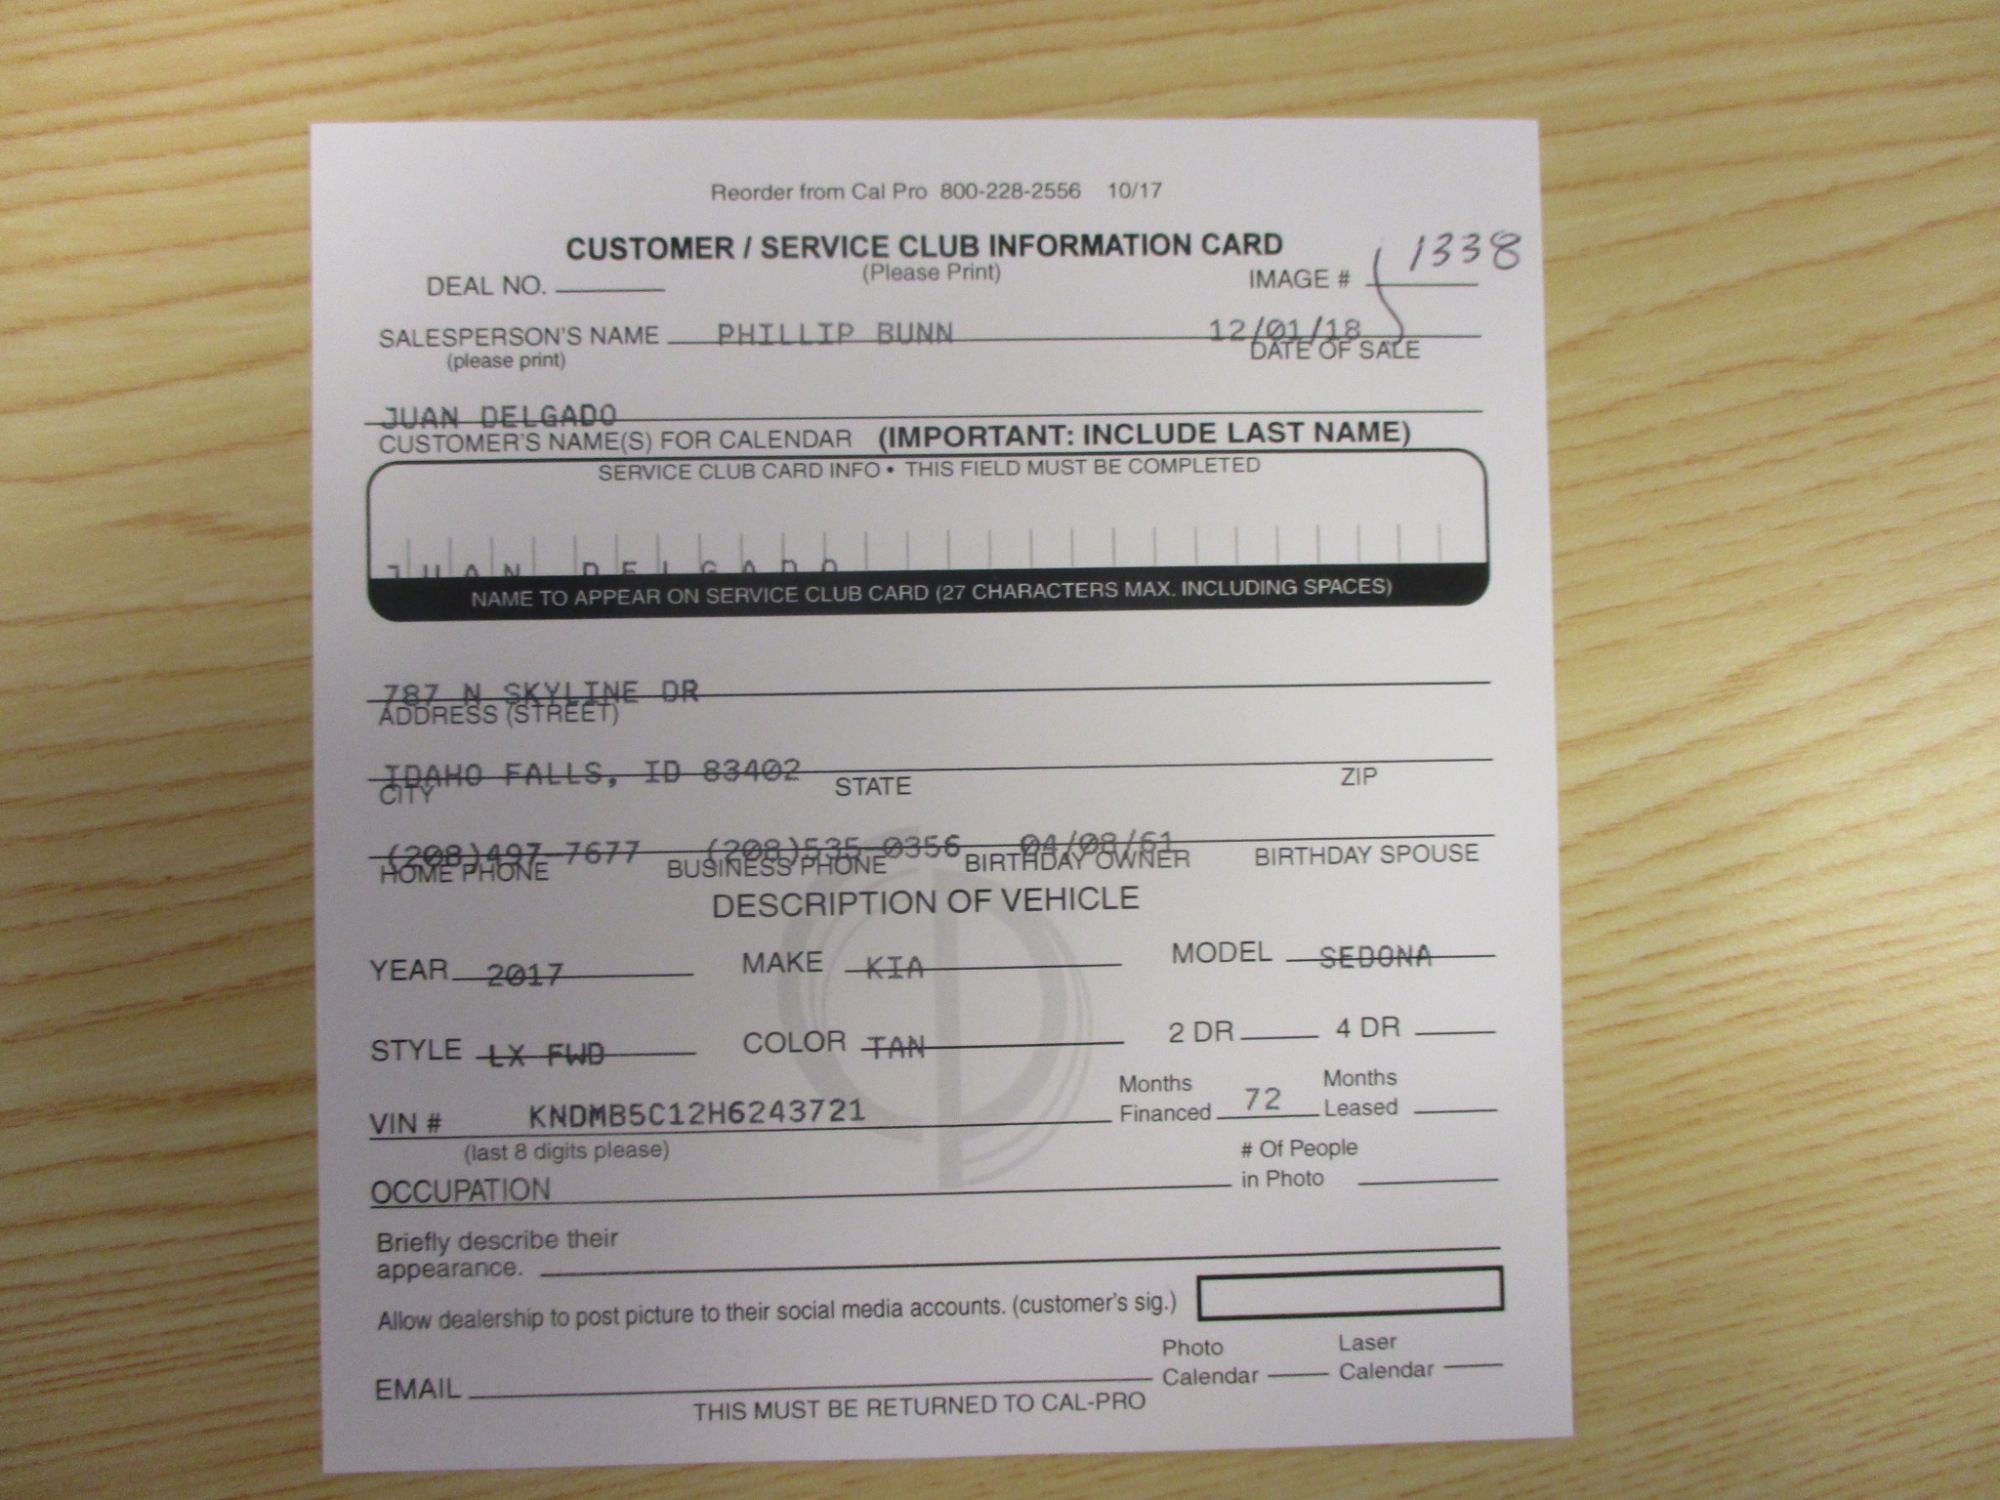 Reorder from Cal Pro 800-228-2556 10/17
CUSTOMER / SERVICE CLUB INFORMATION CARD
(Please Print)
DEAL NO. IMAGE # 1338
SALESPERSON'S NAME PHILLIP BUNN 12/01/18
(please print) DATE OF SALE
JUAN DELGADO
CUSTOMER'S NAME(S) FOR CALENDAR (IMPORTANT: INCLUDE LAST NAME)
SERVICE CLUB CARD INFO • THIS FIELD MUST BE COMPLETED
JUAN DELGADO
NAME TO APPEAR ON SERVICE CLUB CARD (27 CHARACTERS MAX. INCLUDING SPACES)
787 N SKYLINE DR
ADDRESS (STREET)
IDAHO FALLS, ID 83402
CITY STATE ZIP
(208)497-7677 (208)535-0356 04/08/61
HOME PHONE BUSINESS PHONE BIRTHDAY OWNER BIRTHDAY SPOUSE
DESCRIPTION OF VEHICLE
YEAR 2017 MAKE KIA MODEL SEDONA
STYLE LX FWD COLOR TAN 2 DR 4 DR
Months Months
VIN # KNDMB5C12H6243721 Financed 72 Leased
(last 8 digits please) # Of People
OCCUPATION in Photo
Briefly describe their
appearance.
Allow dealership to post picture to their social media accounts. (customer's sig.)
Photo Laser
EMAIL Calendar Calendar
THIS MUST BE RETURNED TO CAL-PRO